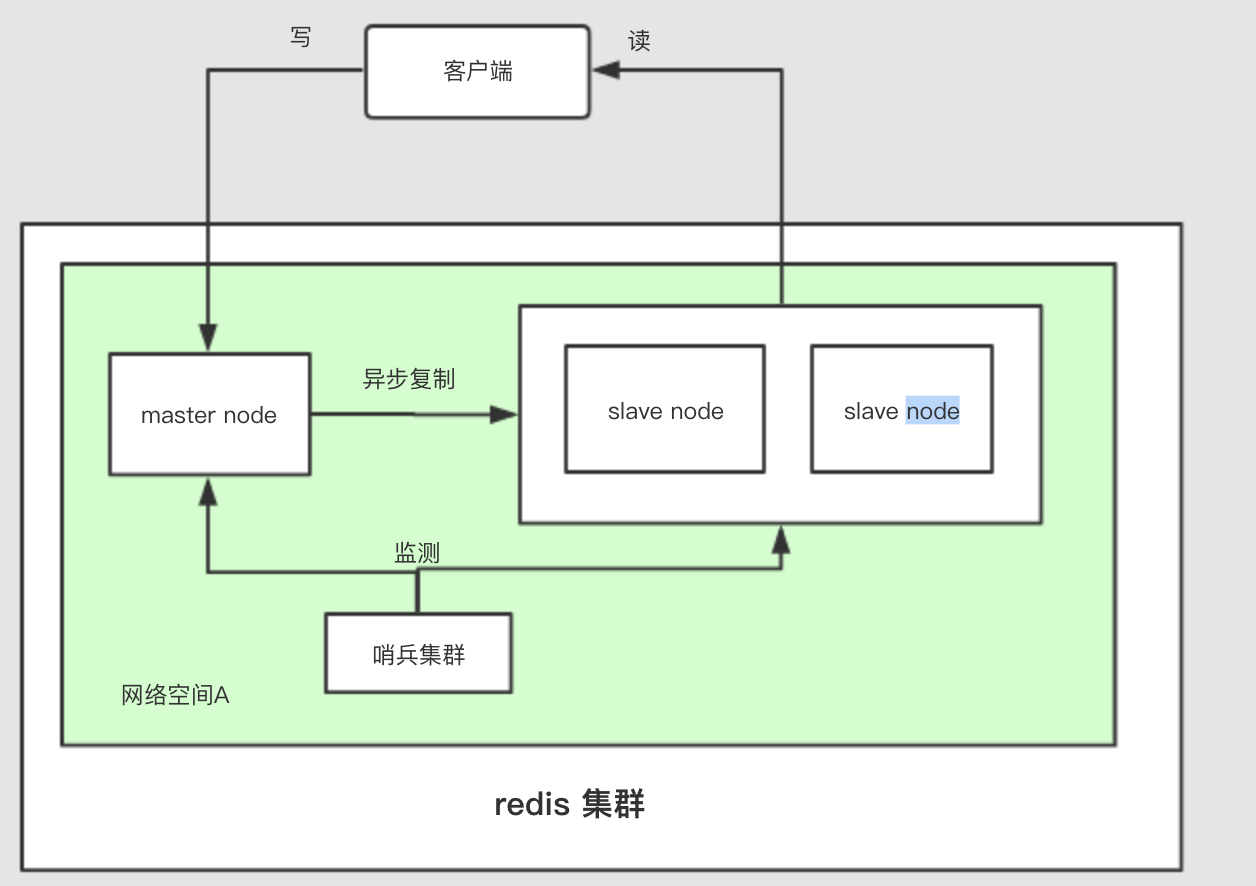 写
读
客户端
异步复制
master node
slave node
slave node
监测
哨兵集群
网络空间A
redis 集群